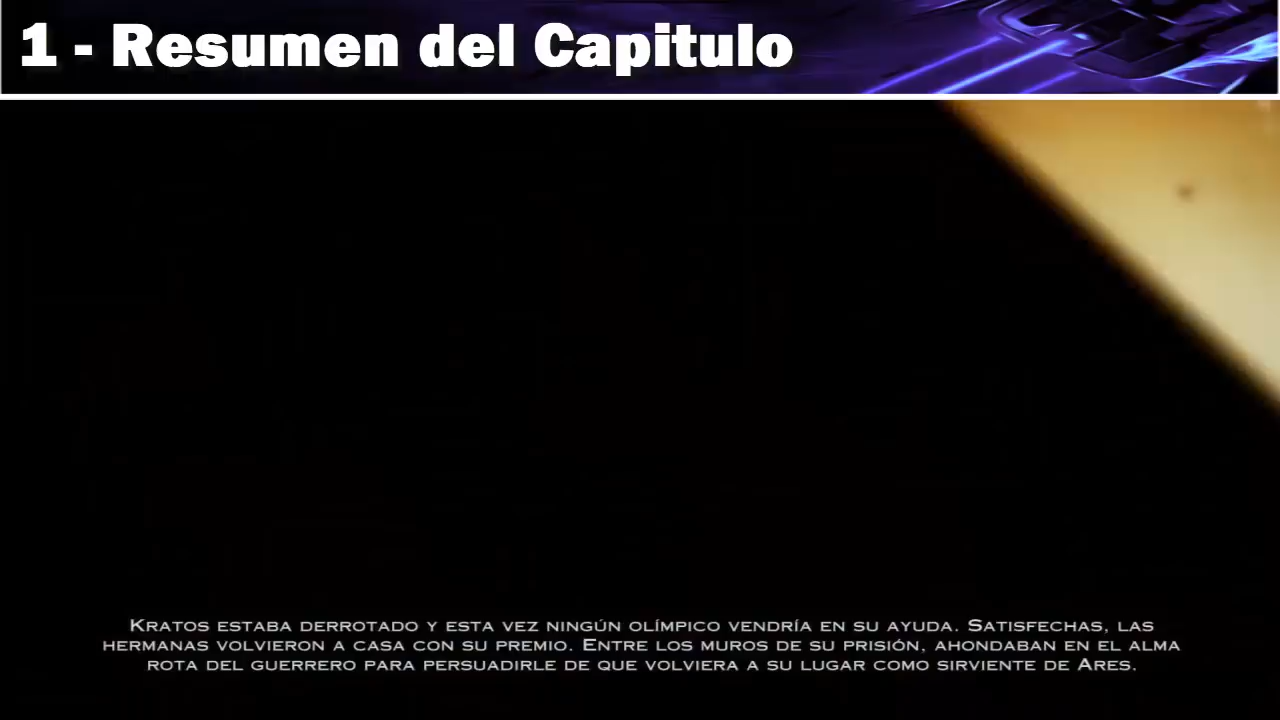 1 - Resumen del Capitulo
Kratos estaba derrotado y esta vez ningún olímpico vendría en su ayuda. Satisfechas, las
hermanas volvieron a casa con su premio. Entre los muros de su prisión, ahondaban en el alma
rota del guerrero para persuadirle de que volviera a su lugar como sirviente de Ares.